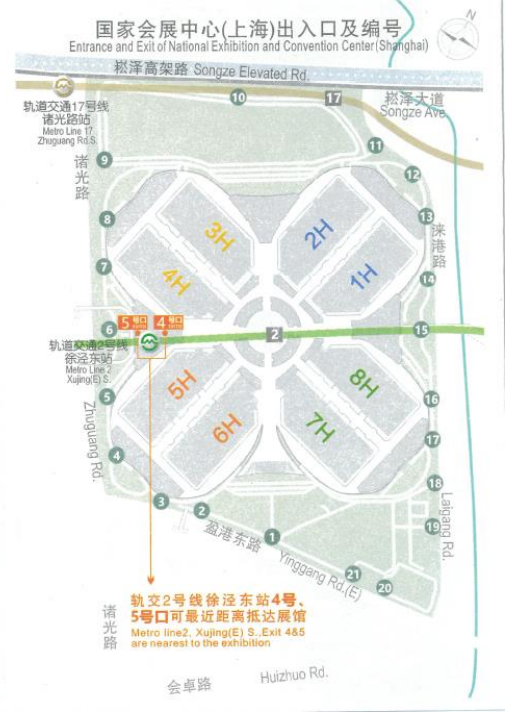 国家会展中心(上海)出入口及编号
Entrance and Exit of National Exhibition and Convention Center(Shanghai)
N
崧泽高架路 Songze Elevated Rd.
轨道交通17号线
诸光路站
Metro Line 17
Zhuguang Rd.S.
10
17
崧泽大道
Songze Ave.
11
诸光路
9
12
8
3H
2H
13
涞港路
7
4H
1H
14
5号口
4号口
6
2
15
轨道交通2号线
徐泾东站
Metro Line 2
Xujing(E) S.
5
5H
8H
16
Zhuguang Rd.
6H
7H
17
4
18
3
2
盈港东路
1
19
Laigang Rd.
Yinggang Rd.(E)
21
20
诸光路
轨交2号线徐泾东站4号、
5号口可最近距离抵达展馆
Metro line2, Xujing(E) S.,Exit 4&5
are nearest to the exhibition
会卓路
Huizhuo Rd.